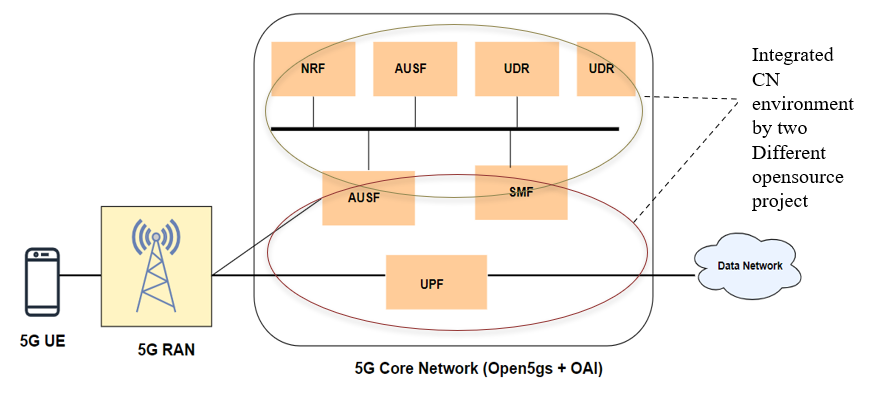 NRF
AUSF
UDR
UDR
Integrated
CN
environment
by two
Different
opensource
project
AUSF
SMF
UPF
Data Network
5G UE
5G RAN
5G Core Network (Open5gs + OAI)